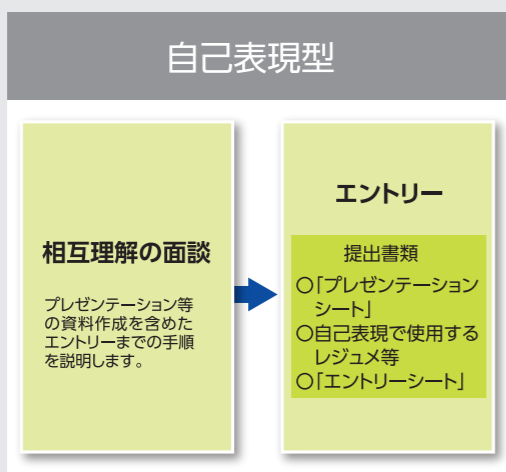 自己表現型
相互理解の面談
プレゼンテーション等
の資料作成を含めた
エントリーまでの手順
を説明します。
エントリー
提出書類
○「プレゼンテーション
シート」
○自己表現で使用する
レジュメ等
○「エントリーシート」